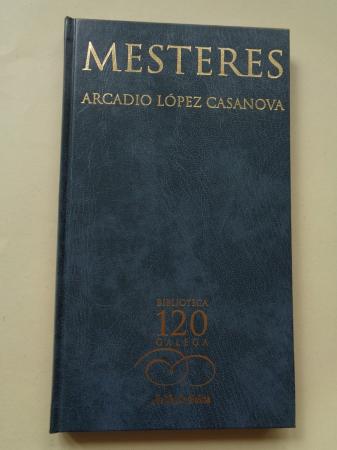 MESTERES
ARCADIO LÓPEZ CASANOVA
BIBLIOTECA
120
GALEGA